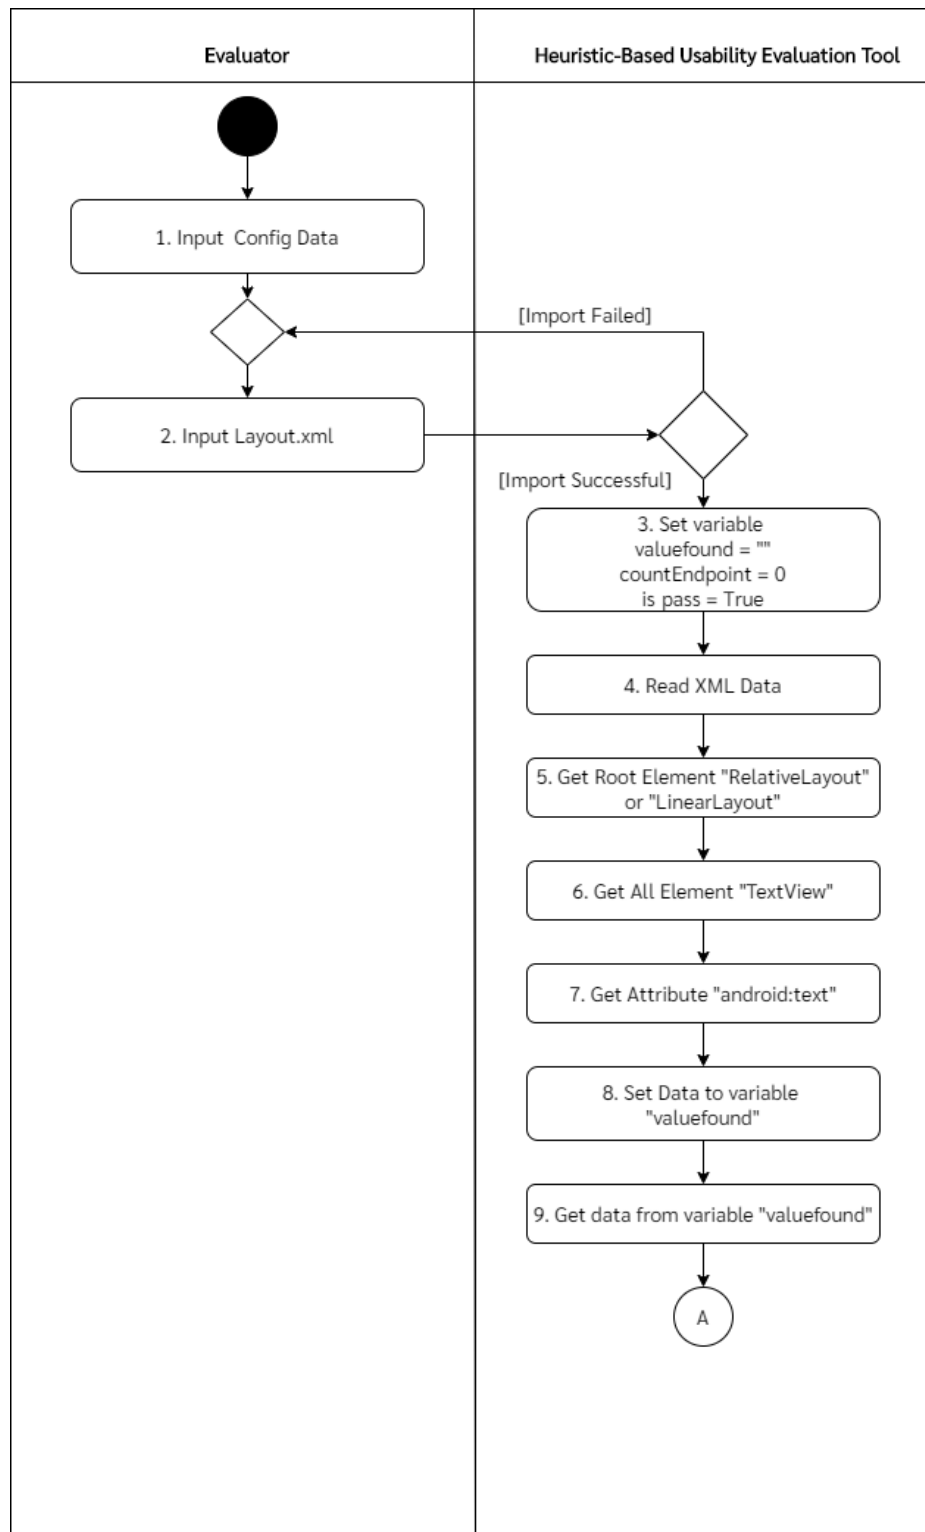 Evaluator
Heuristic-Based Usability Evaluation Tool
1. Input Config Data
[Import Failed]
2. Input Layout.xml
[Import Successful]
3. Set variable
valuefound = ""
countEndpoint = 0
is pass = True
4. Read XML Data
5. Get Root Element "RelativeLayout"
or "LinearLayout"
6. Get All Element "TextView"
7. Get Attribute "android:text"
8. Set Data to variable
"valuefound"
9. Get data from variable "valuefound"
A